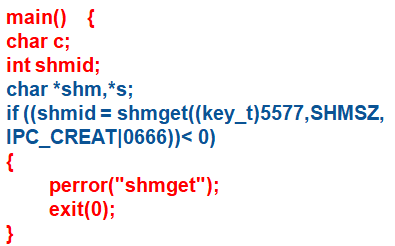 main() {
char c;
int shmid;
char *shm,*s;
if ((shmid = shmget((key_t)5577,SHMSZ,
IPC_CREAT|0666))< 0)
{
perror("shmget");
exit(0);
}